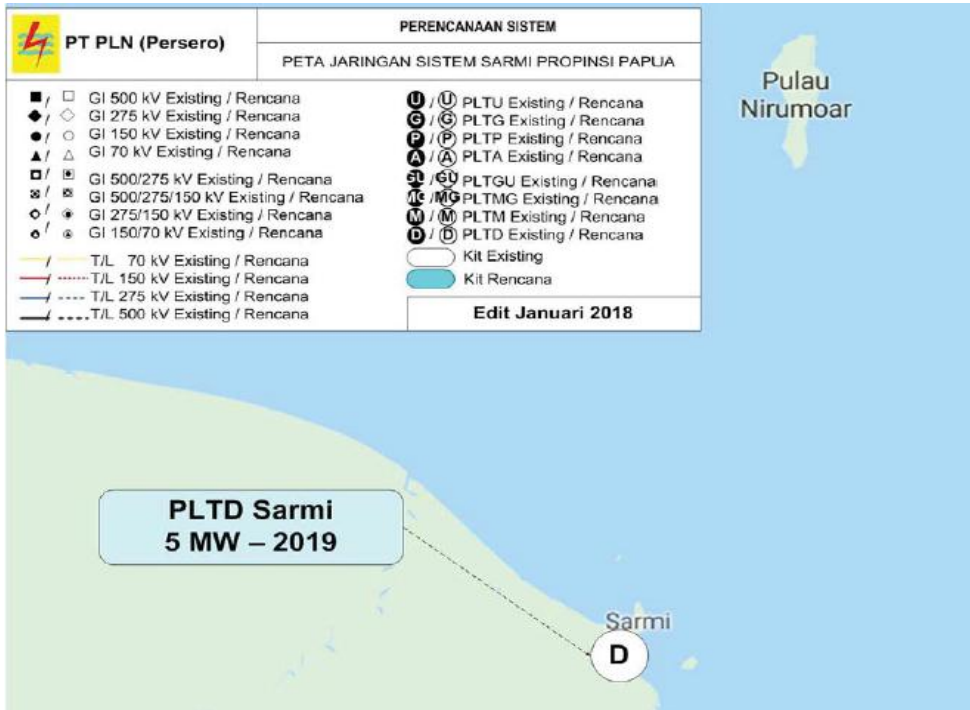 PT PLN (Persero)
PERENCANAAN SISTEM
PETA JARINGAN SISTEM SARMI PROPINSI PAPUA
■ / □ GI 500 kV Existing / Rencana
◆ / ◇ GI 275 kV Existing / Rencana
● / ○ GI 150 kV Existing / Rencana
▲ / △ GI 70 kV Existing / Rencana
/ GI 500/275 kV Existing / Rencana
/ GI 500/275/150 kV Existing / Rencana
/ GI 275/150 kV Existing / Rencana
/ GI 150/70 kV Existing / Rencana
/ T/L 70 kV Existing / Rencana
/ T/L 150 kV Existing / Rencana
/ T/L 275 kV Existing / Rencana
/ T/L 500 kV Existing / Rencana
U / U PLTU Existing / Rencana
G / G PLTG Existing / Rencana
P / P PLTP Existing / Rencana
A / A PLTA Existing / Rencana
GU / GU PLTGU Existing / Rencana
MG / MG PLTMG Existing / Rencana
M / M PLTM Existing / Rencana
D / D PLTD Existing / Rencana
Kit Existing
Kit Rencana
Edit Januari 2018
Pulau
Nirumoar
PLTD Sarmi
5 MW – 2019
Sarmi
D